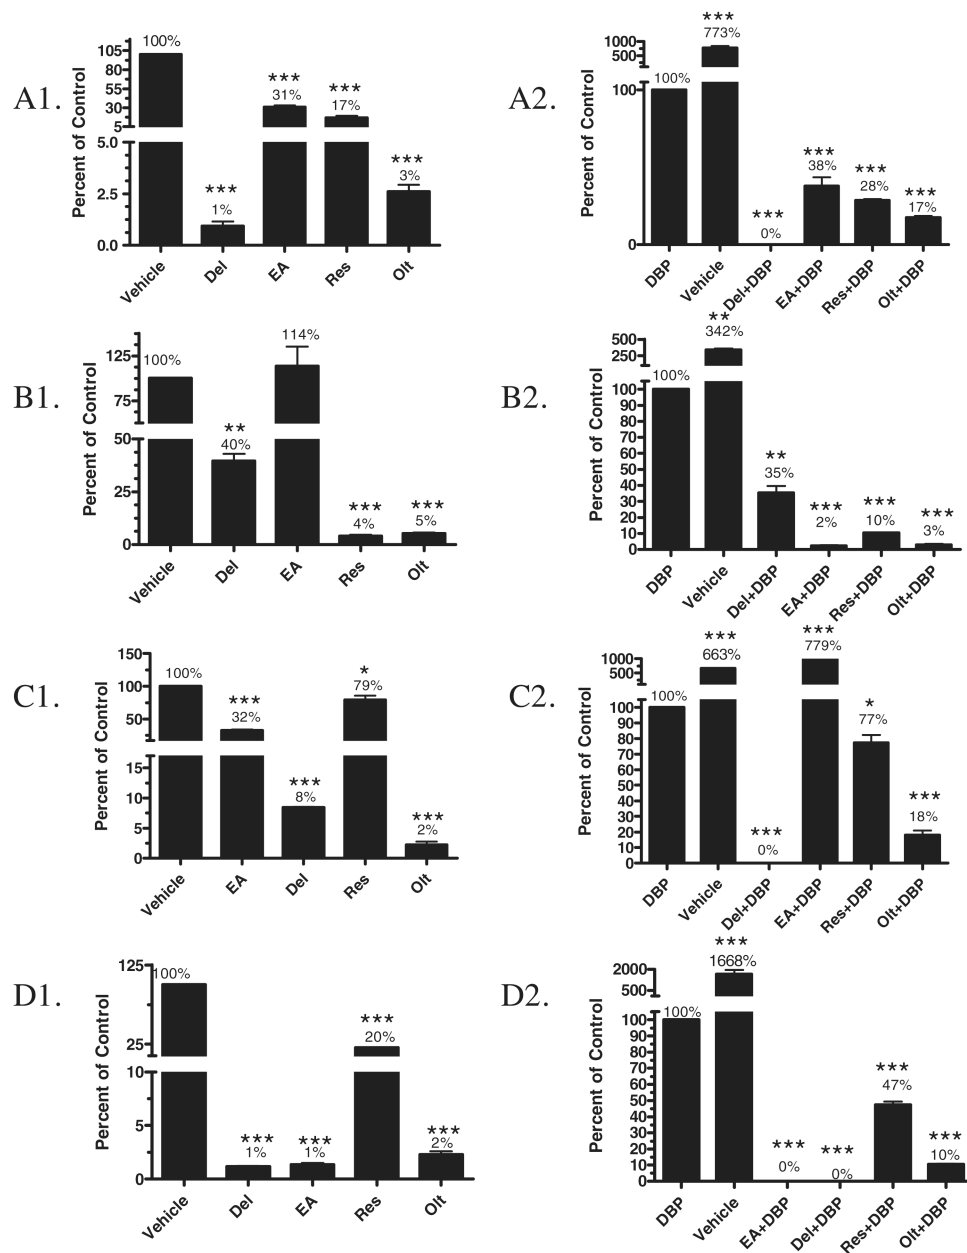 A1.
Percent of Control
105
80
55
30
5
5.0
2.5
0.0
100%
***
1%
***
31%
***
17%
***
3%
Vehicle
Del
EA
Res
Olt
A2.
Percent of Control
1000
500
100
0
100%
***
773%
***
0%
***
38%
***
28%
***
17%
DBP
Vehicle
Del+DBP
EA+DBP
Res+DBP
Olt+DBP
B1.
Percent of Control
125
75
50
25
0
100%
**
40%
114%
***
4%
***
5%
Vehicle
Del
EA
Res
Olt
B2.
Percent of Control
500
250
100
90
80
70
60
50
40
30
20
10
0
100%
**
342%
**
35%
***
2%
***
10%
***
3%
DBP
Vehicle
Del+DBP
EA+DBP
Res+DBP
Olt+DBP
C1.
Percent of Control
150
100
50
15
10
5
0
100%
***
32%
***
8%
*
79%
***
2%
Vehicle
EA
Del
Res
Olt
C2.
Percent of Control
1000
500
100
90
80
70
60
50
40
30
20
10
0
100%
***
663%
***
0%
***
779%
*
77%
***
18%
DBP
Vehicle
Del+DBP
EA+DBP
Res+DBP
Olt+DBP
D1.
Percent of Control
125
25
10
5
0
100%
***
1%
***
1%
***
20%
***
2%
Vehicle
Del
EA
Res
Olt
D2.
Percent of Control
2000
500
100
90
80
70
60
50
40
30
20
10
0
100%
***
1668%
***
0%
***
0%
***
47%
***
10%
DBP
Vehicle
EA+DBP
Del+DBP
Res+DBP
Olt+DBP